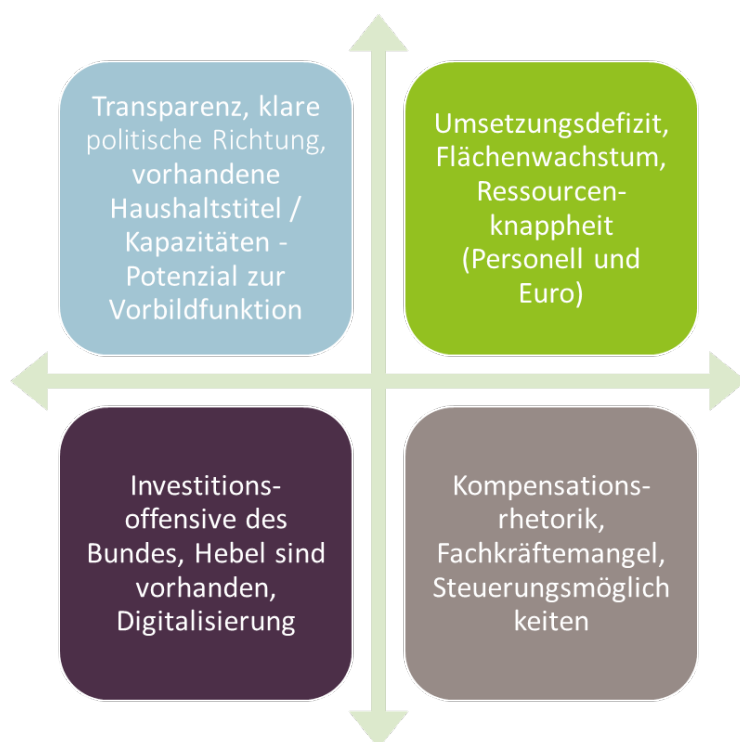 Transparenz, klare
politische Richtung,
vorhandene
Haushaltstitel /
Kapazitäten -
Potenzial zur
Vorbildfunktion
Umsetzungsdefizit,
Flächenwachstum,
Ressourcen-
knappheit
(Personell und
Euro)
Investitions-
offensive des
Bundes, Hebel sind
vorhanden,
Digitalisierung
Kompensations-
rhetorik,
Fachkräftemangel,
Steuerungsmöglich
keiten